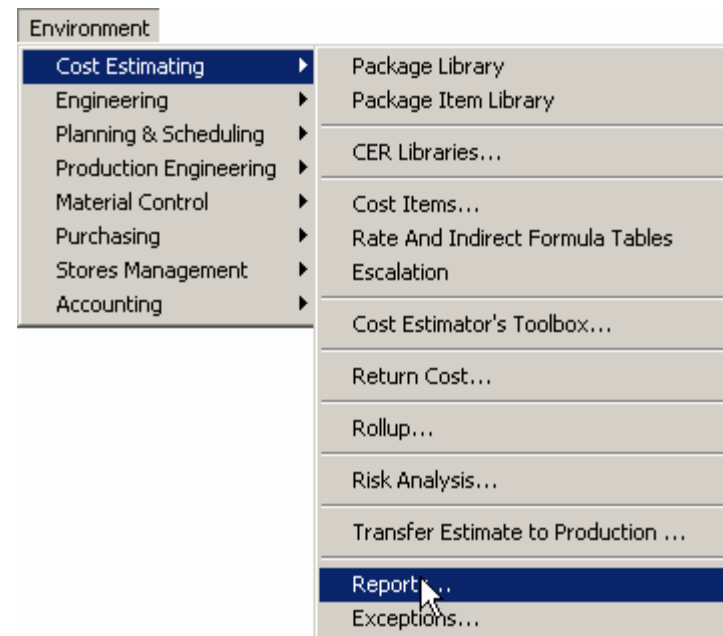 Environment
Cost Estimating
Engineering
Planning & Scheduling
Production Engineering
Material Control
Purchasing
Stores Management
Accounting
Package Library
Package Item Library
CER Libraries...
Cost Items...
Rate And Indirect Formula Tables
Escalation
Cost Estimator's Toolbox...
Return Cost...
Rollup...
Risk Analysis...
Transfer Estimate to Production ...
Reports...
Exceptions...